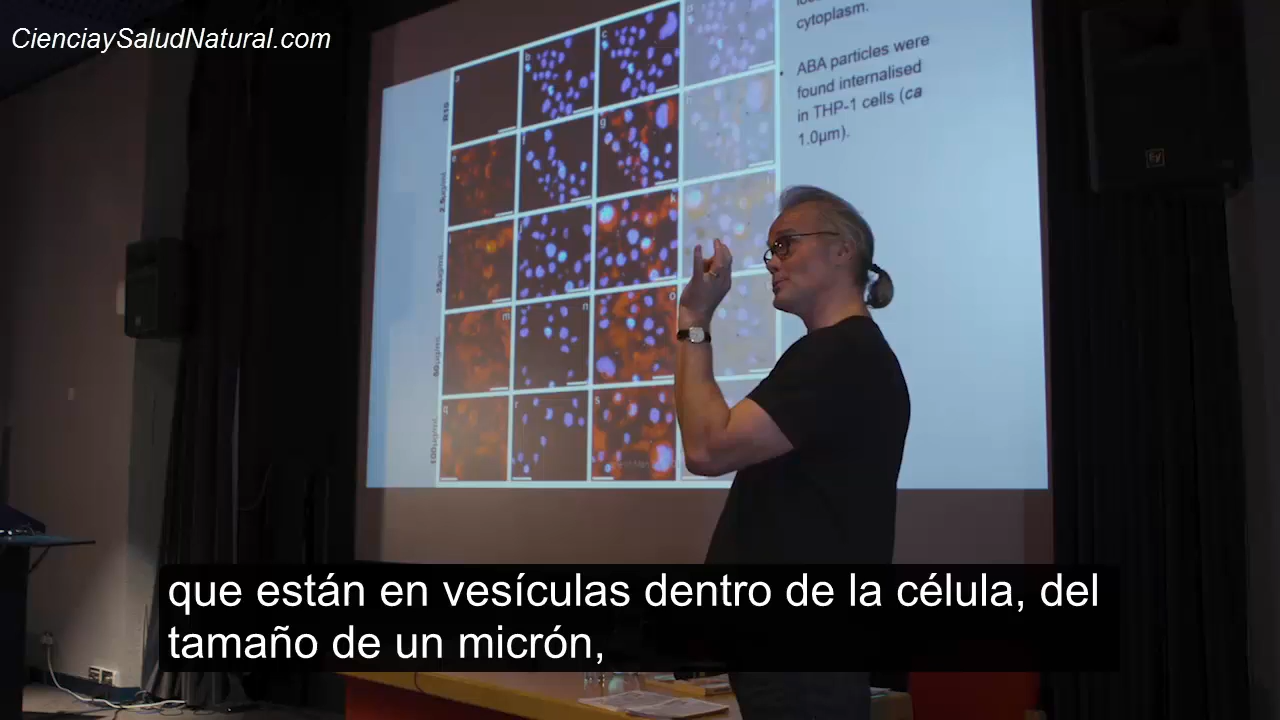 CienciaySaludNatural.com
cytoplasm.
ABA particles were
found internalised
in THP-1 cells (ca
1.0µm).
que están en vesículas dentro de la célula, del
tamaño de un micrón,